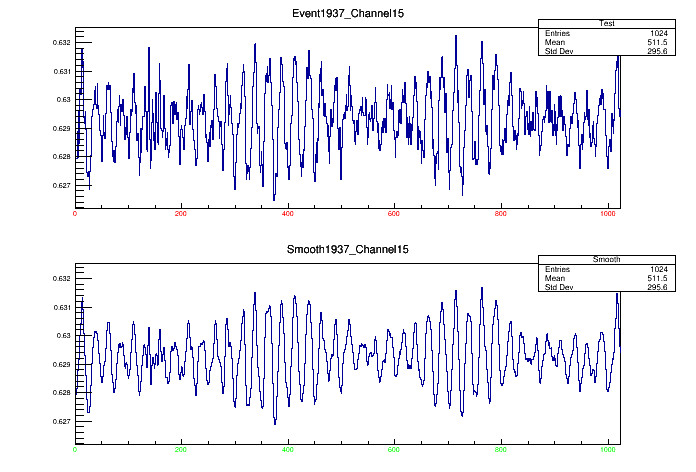 Event1937_Channel15
Test
Entries 1024
Mean 511.5
Std Dev 295.6
0.632
0.631
0.63
0.629
0.628
0.627
0 200 400 600 800 1000
Smooth1937_Channel15
Smooth
Entries 1024
Mean 511.5
Std Dev 295.6
0.632
0.631
0.63
0.629
0.628
0.627
0 200 400 600 800 1000